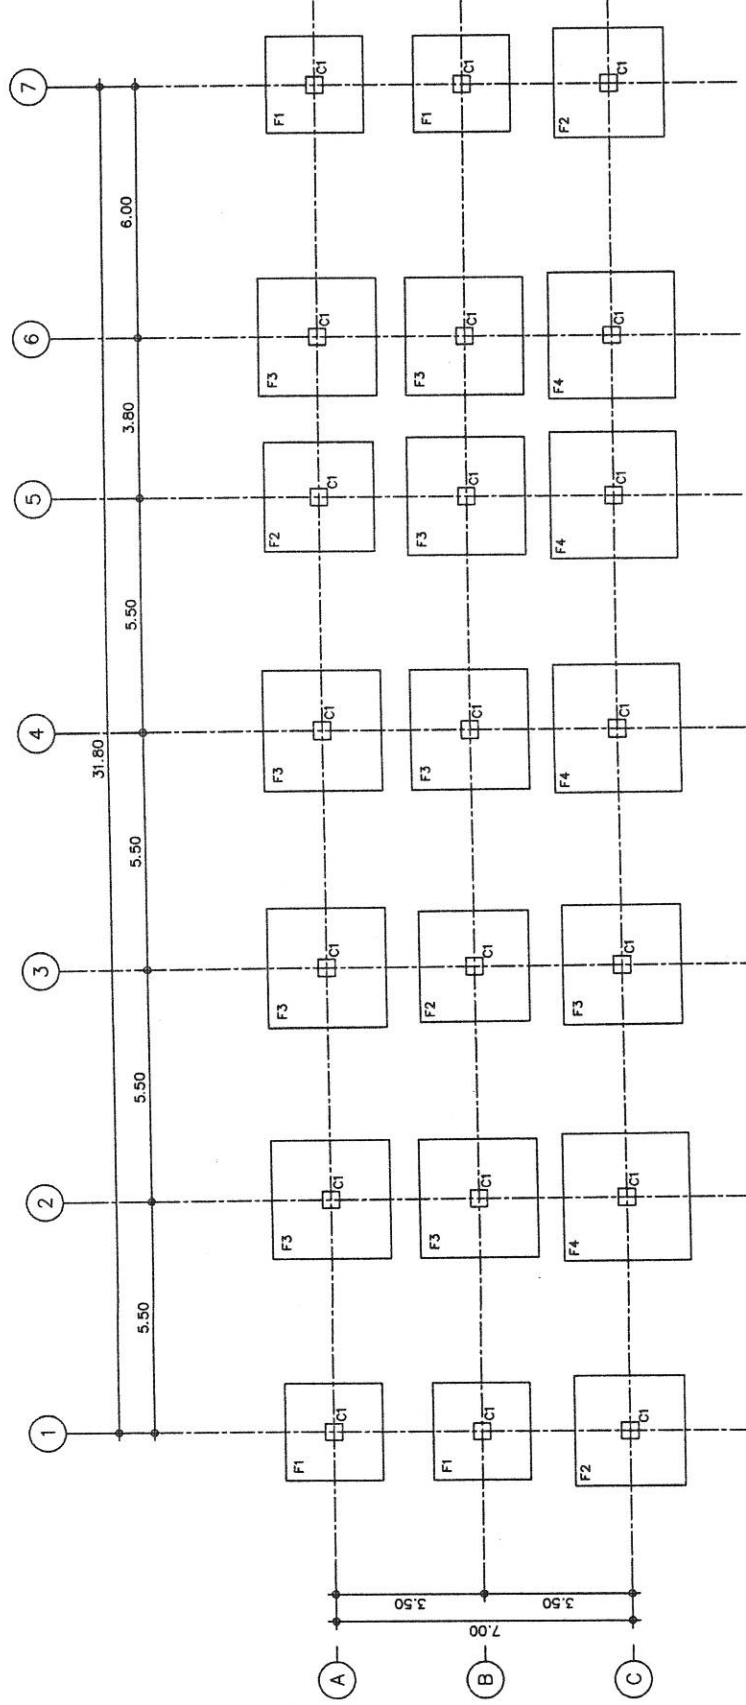 1 2 3 4 5 6 7
31.80
5.50 5.50 5.50 5.50 3.80 6.00
A
F1 F3 F3 F3 F2 F3 F1
C1 C1 C1 C1 C1 C1 C1
3.50
7.00
B
F1 F3 F2 F3 F3 F3 F1
C1 C1 C1 C1 C1 C1 C1
3.50
C
F2 F4 F3 F4 F4 F4 F2
C1 C1 C1 C1 C1 C1 C1